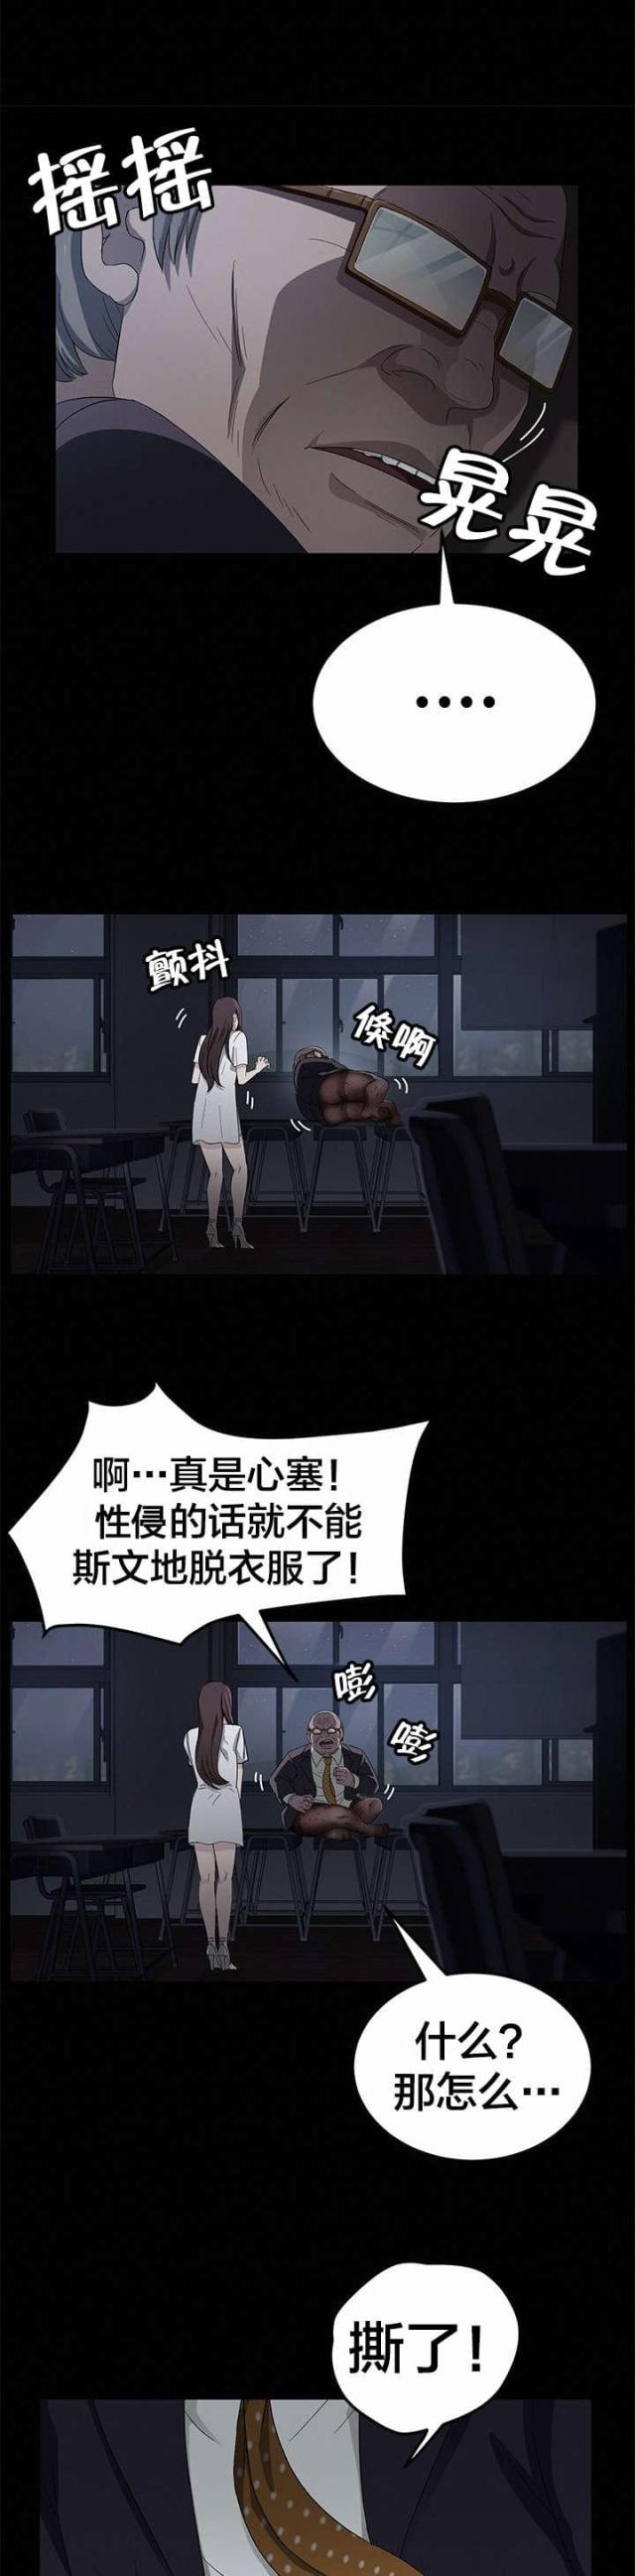 摇摇
晃晃
····
颤抖
倏啊
啊···真是心塞！
性侵的话就不能
斯文地脱衣服了！
嘭
嘭
什么？
那怎么···
撕了！